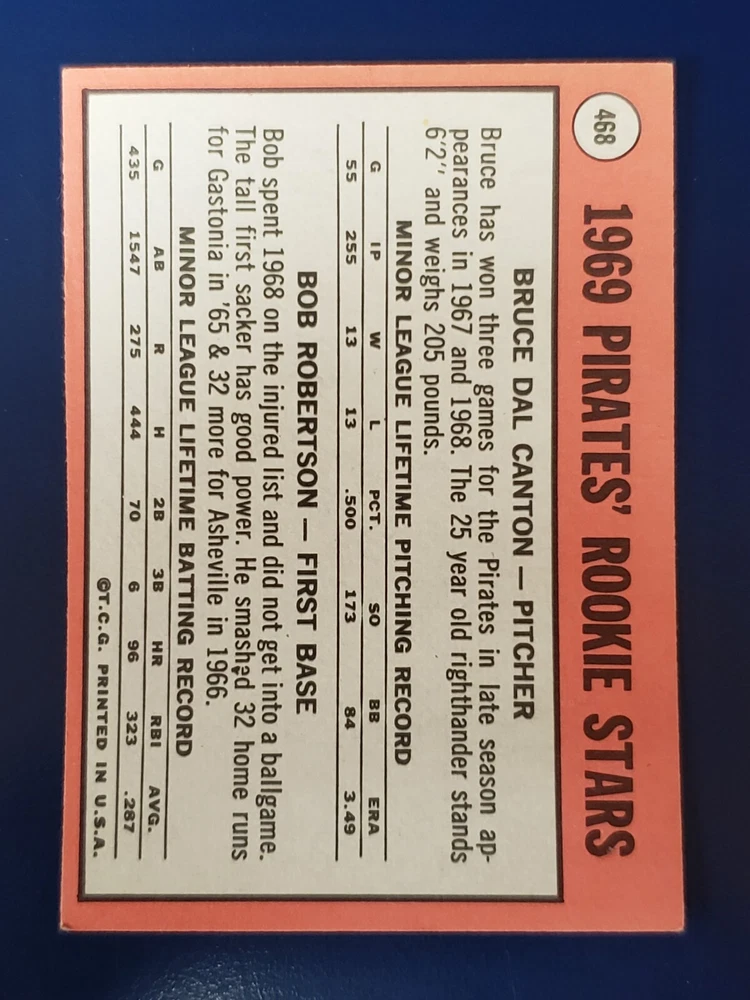 468
1969 PIRATES' ROOKIE STARS
BRUCE DAL CANTON — PITCHER
Bruce has won three games for the Pirates in late season ap-
pearances in 1967 and 1968. The 25 year old righthander stands
6'2" and weighs 205 pounds.
MINOR LEAGUE LIFETIME PITCHING RECORD
G IP W L PCT. SO BB ERA
55 255 13 13 .500 173 84 3.49
BOB ROBERTSON — FIRST BASE
Bob spent 1968 on the injured list and did not get into a ballgame.
The tall first sacker has good power. He smashed 32 home runs
for Gastonia in '65 & 32 more for Asheville in 1966.
MINOR LEAGUE LIFETIME BATTING RECORD
G AB R H 2B 3B HR RBI AVG.
435 1547 275 444 70 6 96 323 .287
©T.C.G. PRINTED IN U.S.A.